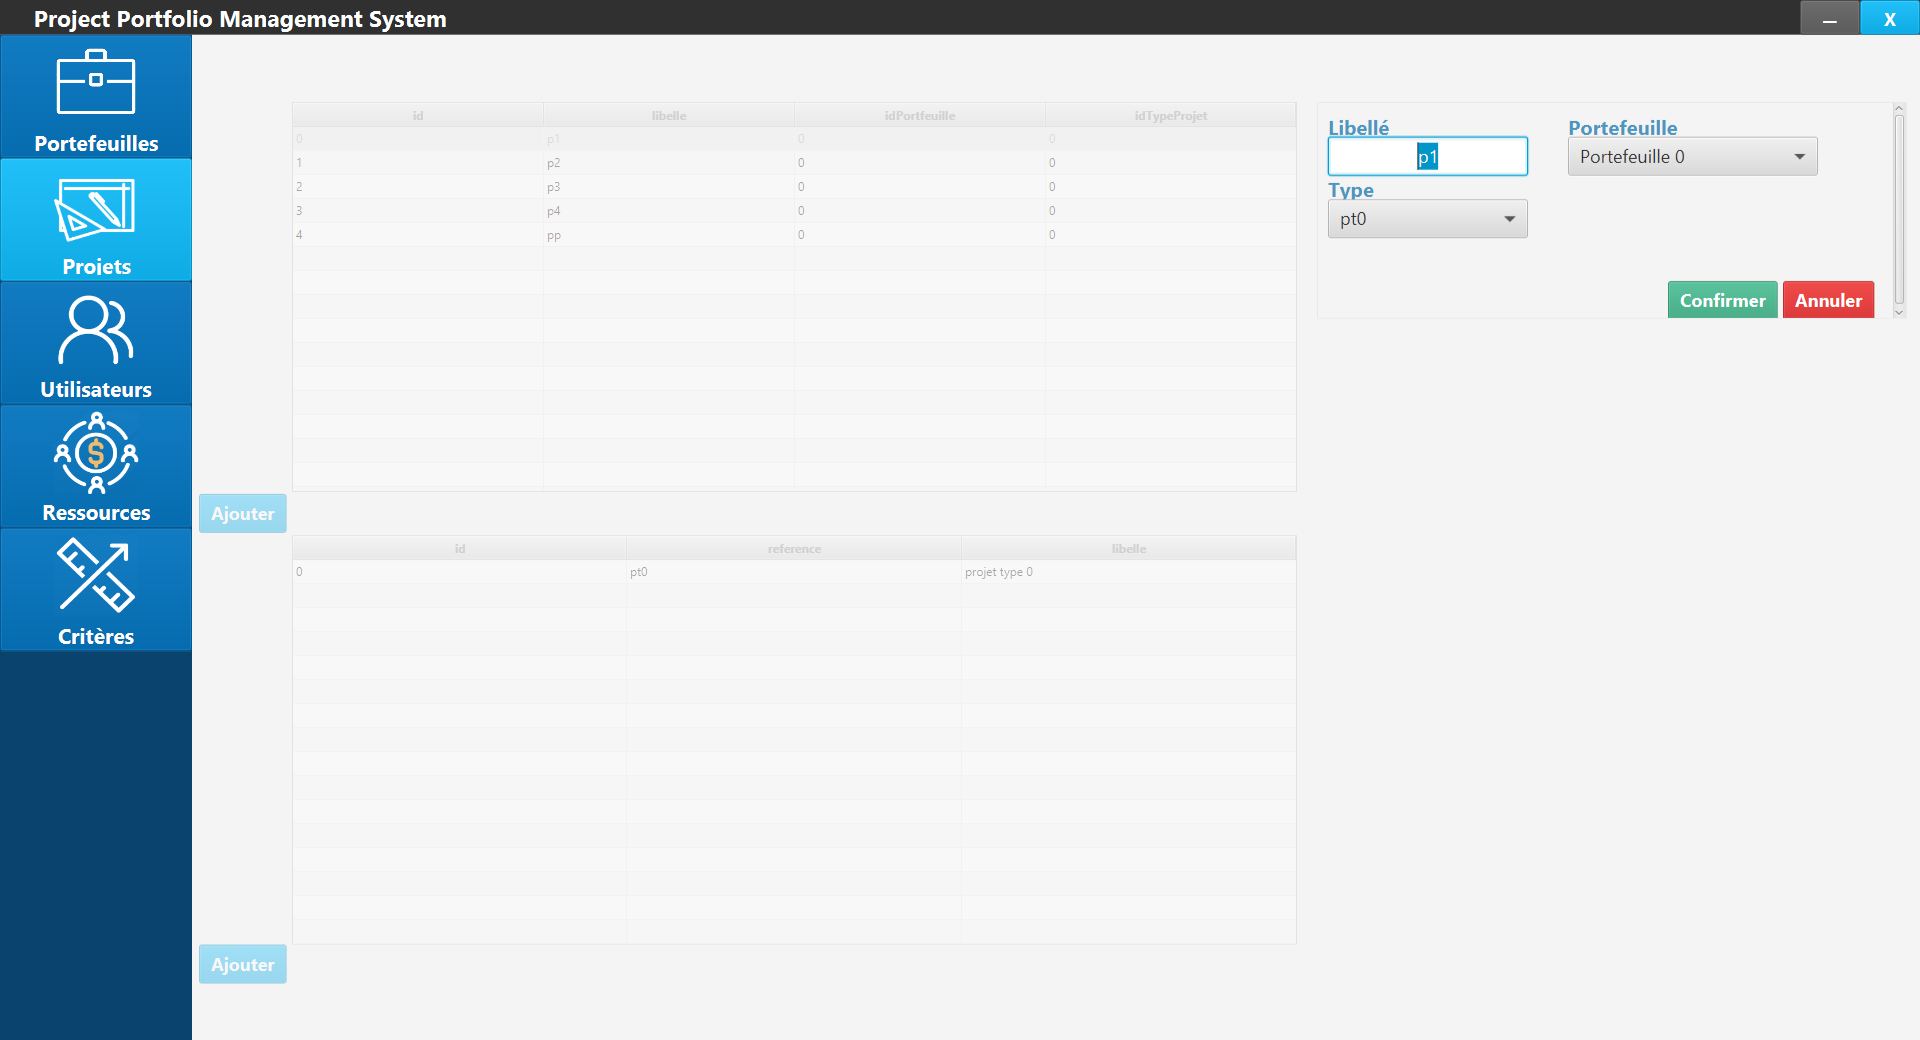 Project Portfolio Management System
–
X
Portefeuilles
Projets
Utilisateurs
$
Ressources
Critères
id libelle idPortfeuille idTypeProjet
0 p1 0 0
1 p2 0 0
2 p3 0 0
3 p4 0 0
4 pp 0 0
Ajouter
id reference libelle
0 pt0 projet type 0
Ajouter
Libellé Portefeuille
p1 Portefeuille 0
Type
pt0
Confirmer Annuler